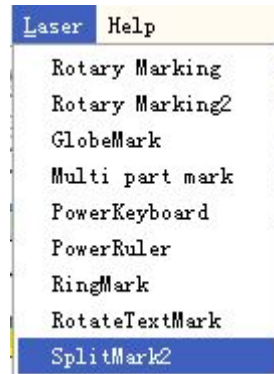 Laser Help
Rotary Marking
Rotary Marking2
GlobeMark
Multi part mark
PowerKeyboard
PowerRuler
RingMark
RotateTextMark
SplitMark2